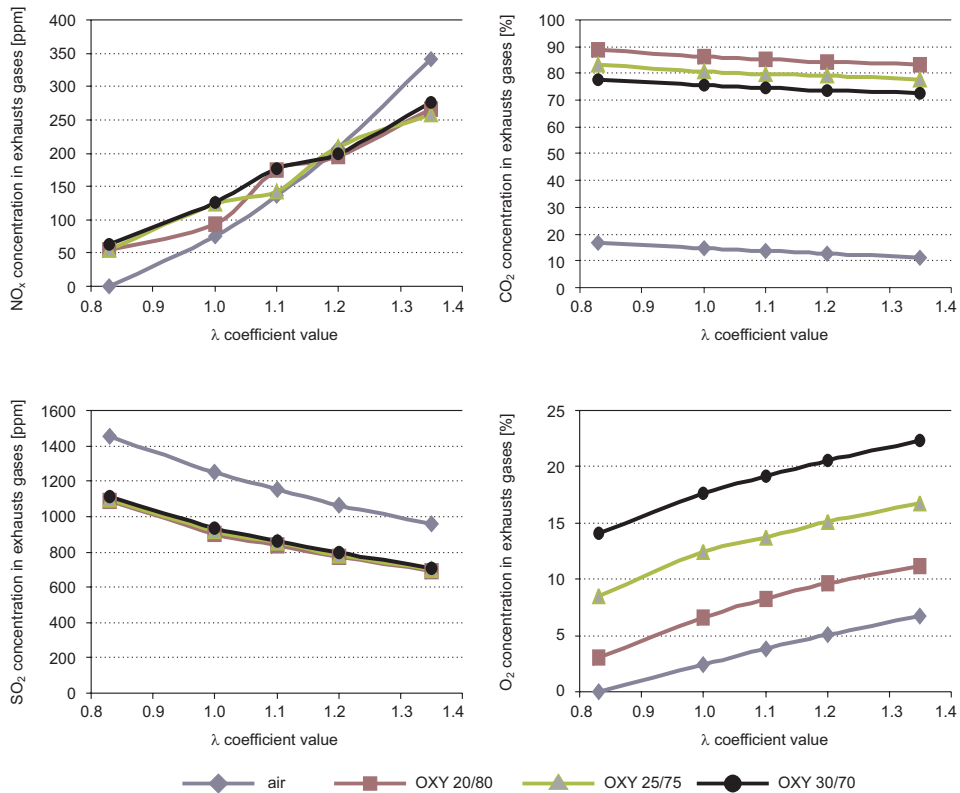 NOx concentration in exhausts gases [ppm]
400
350
300
250
200
150
100
50
0
0.8 0.9 1.0 1.1 1.2 1.3 1.4
λ coefficient value
CO2 concentration in exhausts gases [%]
100
90
80
70
60
50
40
30
20
10
0
0.8 0.9 1.0 1.1 1.2 1.3 1.4
λ coefficient value
SO2 concentration in exhausts gases [ppm]
1600
1400
1200
1000
800
600
400
200
0
0.8 0.9 1.0 1.1 1.2 1.3 1.4
λ coefficient value
O2 concentration in exhausts gases [%]
25
20
15
10
5
0
0.8 0.9 1.0 1.1 1.2 1.3 1.4
λ coefficient value
air OXY 20/80 OXY 25/75 OXY 30/70